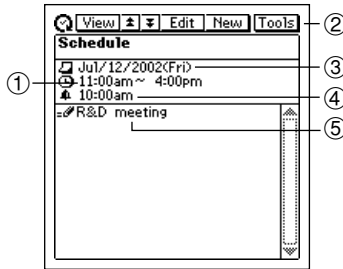 View Edit New Tools ②
Schedule
Jul/12/2002(Fri) ③
① 11:00am~ 4:00pm
10:00am ④
R&D meeting
⑤